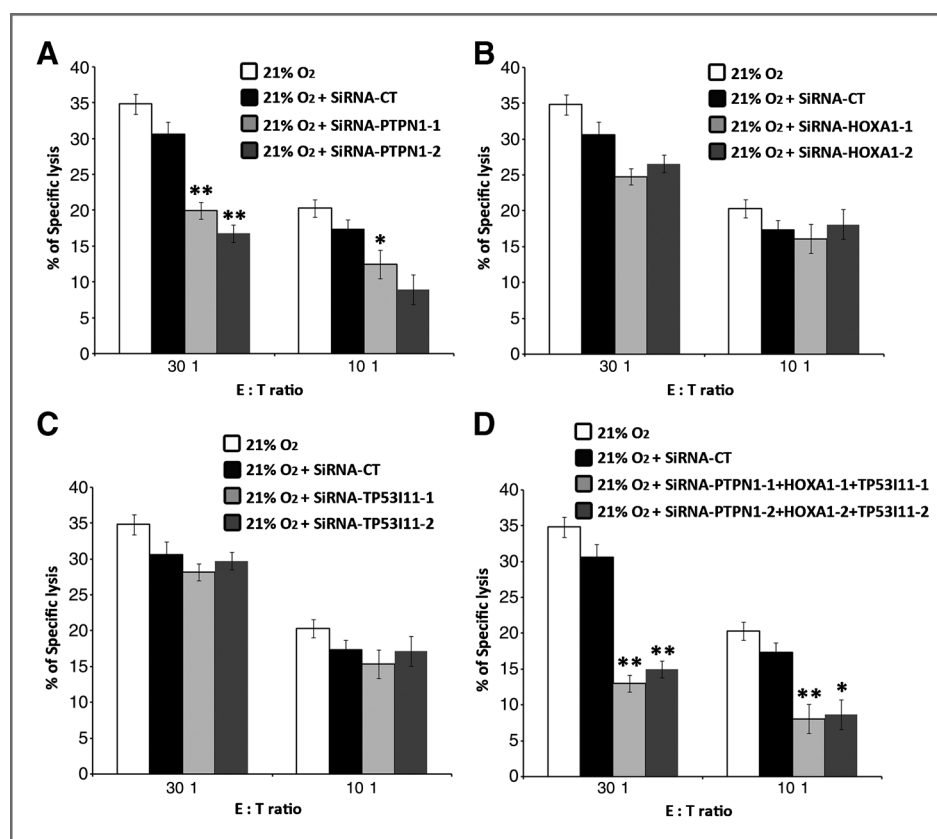 A
% of Specific lysis
40
35
30
25
20
15
10
5
0
21% O₂
21% O₂ + SiRNA-CT
21% O₂ + SiRNA-PTPN1-1
21% O₂ + SiRNA-PTPN1-2
**
**
*
30 1
10 1
E : T ratio
B
% of Specific lysis
40
35
30
25
20
15
10
5
0
21% O₂
21% O₂ + SiRNA-CT
21% O₂ + SiRNA-HOXA1-1
21% O₂ + SiRNA-HOXA1-2
30 1
10 1
E : T ratio
C
% of Specific lysis
40
35
30
25
20
15
10
5
0
21% O₂
21% O₂ + SiRNA-CT
21% O₂ + SiRNA-TP53I11-1
21% O₂ + SiRNA-TP53I11-2
30 1
10 1
E : T ratio
D
% of Specific lysis
40
35
30
25
20
15
10
5
0
21% O₂
21% O₂ + SiRNA-CT
21% O₂ + SiRNA-PTPN1-1+HOXA1-1+TP53I11-1
21% O₂ + SiRNA-PTPN1-2+HOXA1-2+TP53I11-2
**
**
**
*
30 1
10 1
E : T ratio